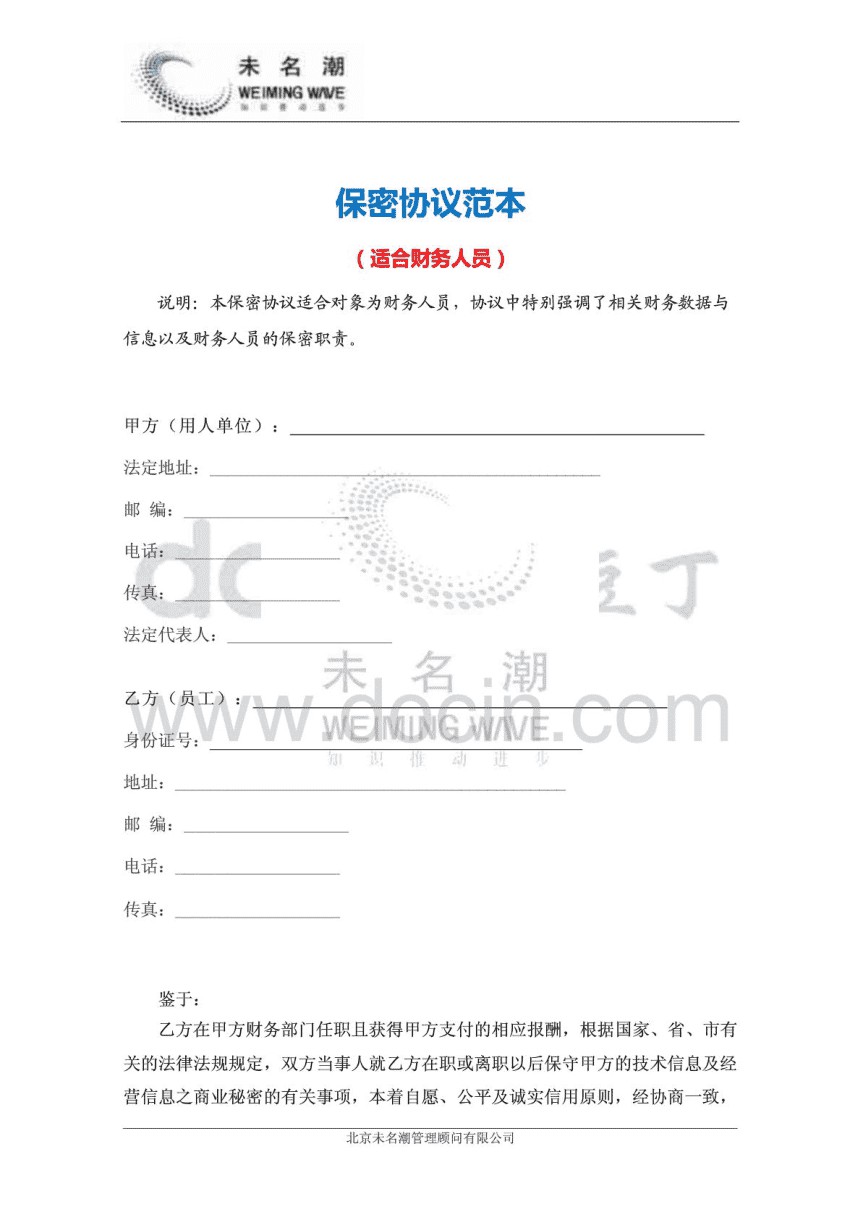 未名潮
WEIMING WAVE
知识推动进步
保密协议范本
（适合财务人员）
说明：本保密协议适合对象为财务人员，协议中特别强调了相关财务数据与
信息以及财务人员的保密职责。
甲方（用人单位）：
法定地址：
邮 编：
电话：
传真：
法定代表人：
未名潮
乙方（员工）：
www.docin.com
WEIMING WAVE
身份证号：
知识推动进步
地址：
邮 编：
电话：
传真：
鉴于：
乙方在甲方财务部门任职且获得甲方支付的相应报酬，根据国家、省、市有
关的法律法规规定，双方当事人就乙方在职或离职以后保守甲方的技术信息及经
营信息之商业秘密的有关事项，本着自愿、公平及诚实信用原则，经协商一致，
北京未名潮管理顾问有限公司